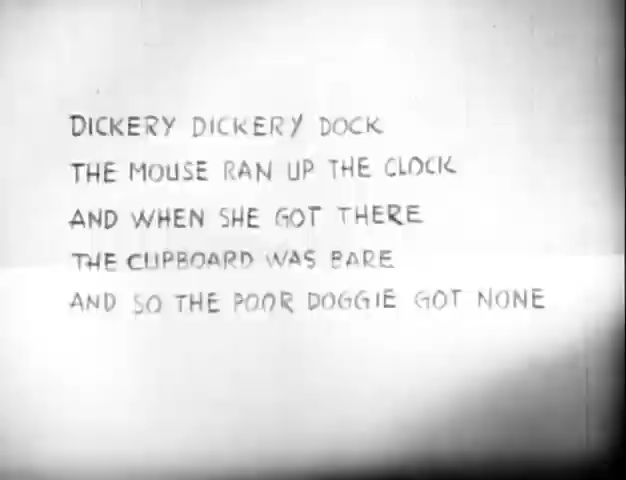 DICKERY DICKERY DOCK
THE MOUSE RAN UP THE CLOCK
AND WHEN SHE GOT THERE
THE CUPBOARD WAS BARE
AND SO THE POOR DOGGIE GOT NONE